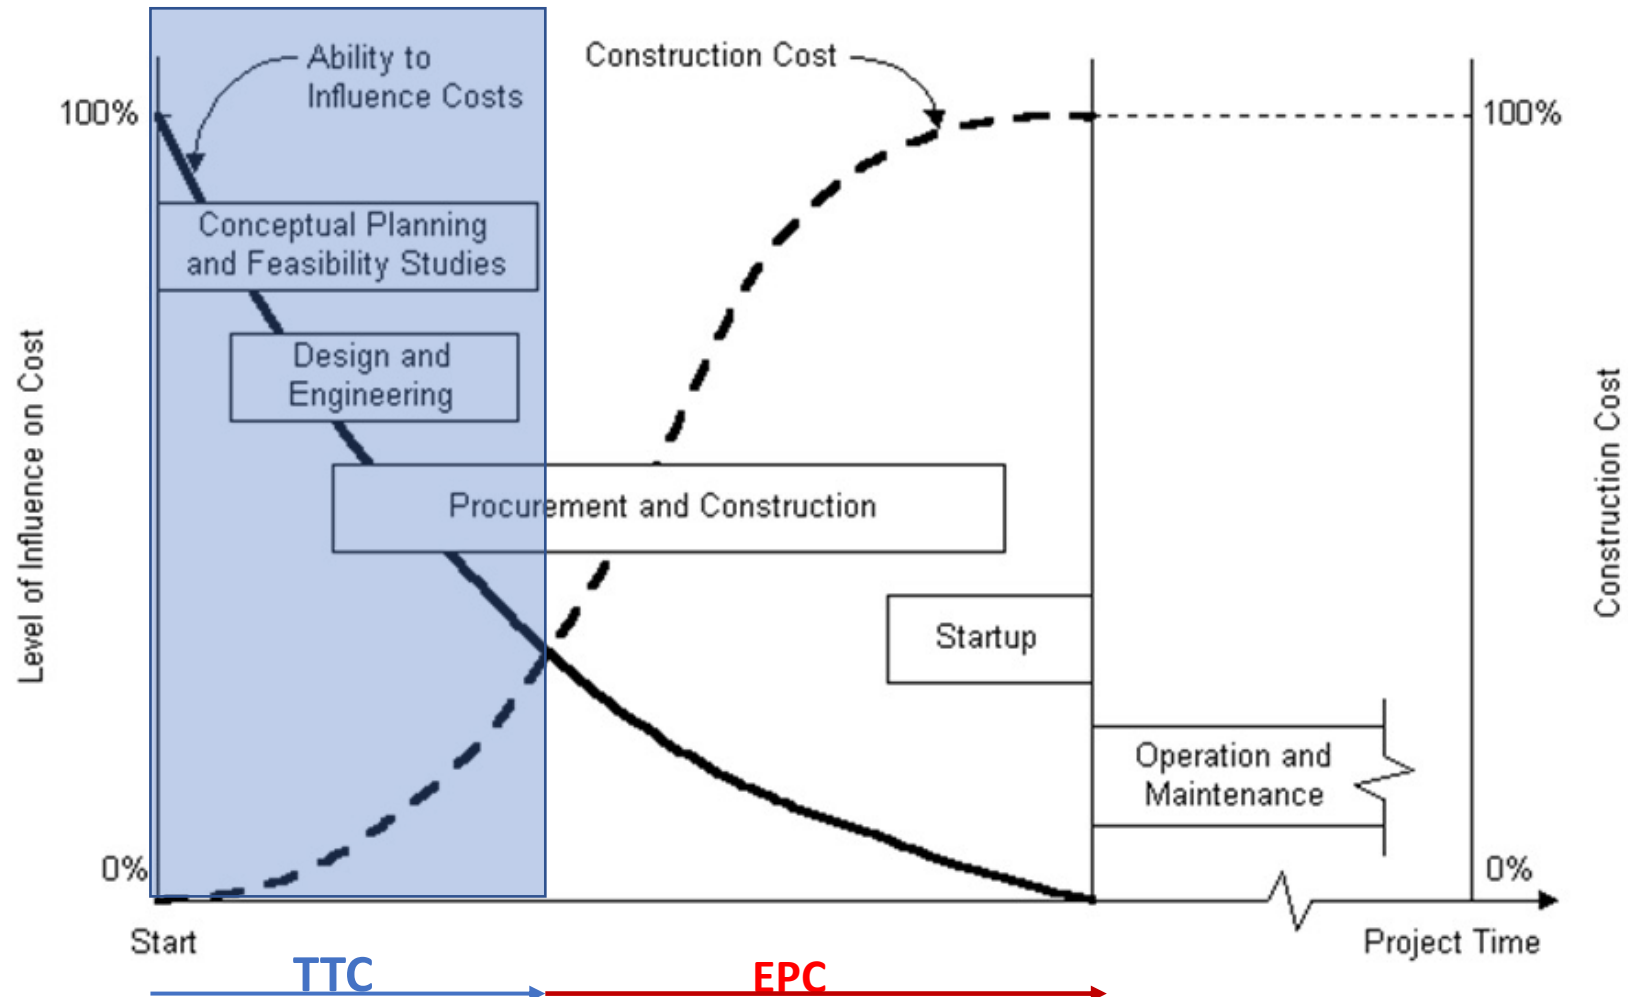 Ability to
Influence Costs
Construction Cost
100%
100%
Conceptual Planning
and Feasibility Studies
Design and
Engineering
Level of Influence on Cost
Construction Cost
Procurement and Construction
Startup
Operation and
Maintenance
0%
0%
Start
Project Time
TTC
EPC